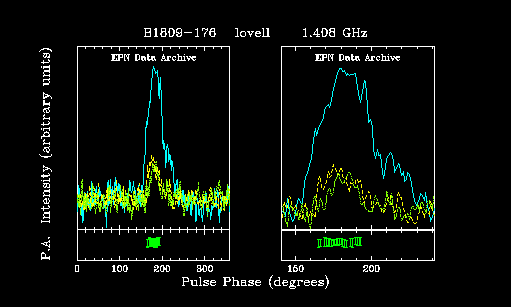 B1809-176 lovell 1.408 GHz
EPN Data Archive EPN Data Archive
P.A. Intensity (arbitrary units)
0 100 200 300 160 200
Pulse Phase (degrees)